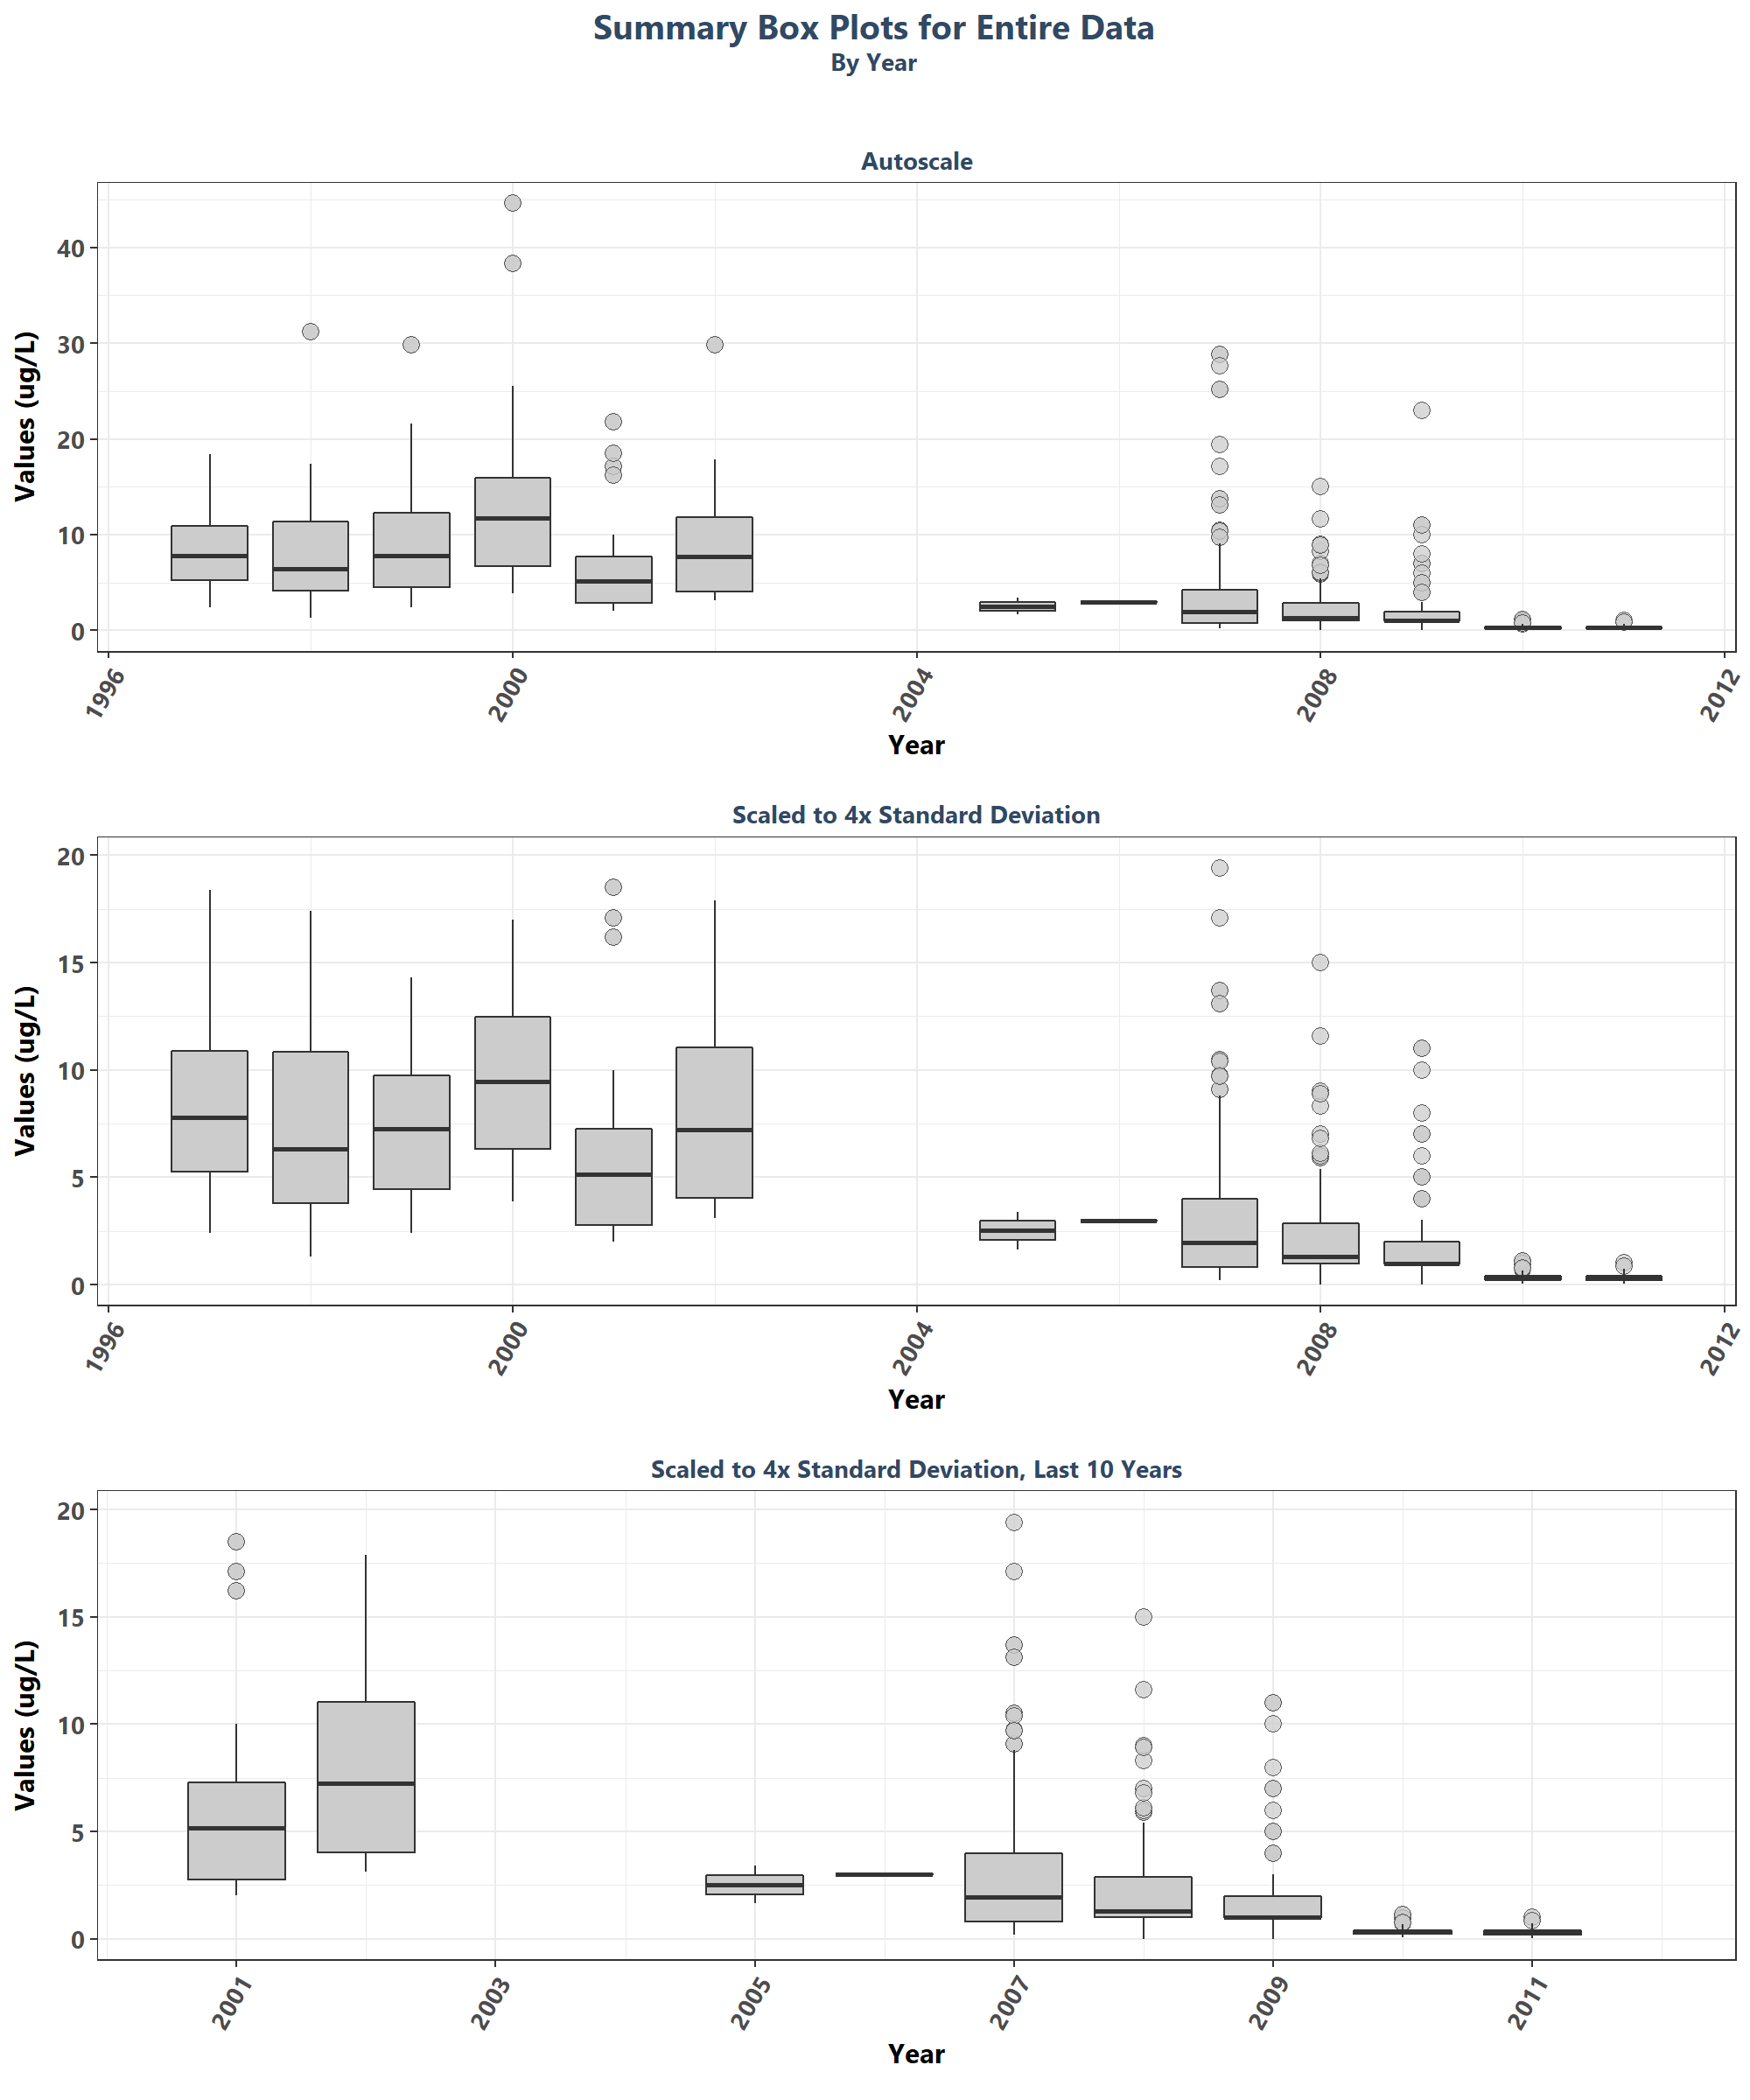 Summary Box Plots for Entire Data
By Year
Autoscale
Values (ug/L)
40
30
20
10
0
1996
2000
2004
2008
2012
Year
Scaled to 4x Standard Deviation
Values (ug/L)
20
15
10
5
0
1996
2000
2004
2008
2012
Year
Scaled to 4x Standard Deviation, Last 10 Years
Values (ug/L)
20
15
10
5
0
2001
2003
2005
2007
2009
2011
Year